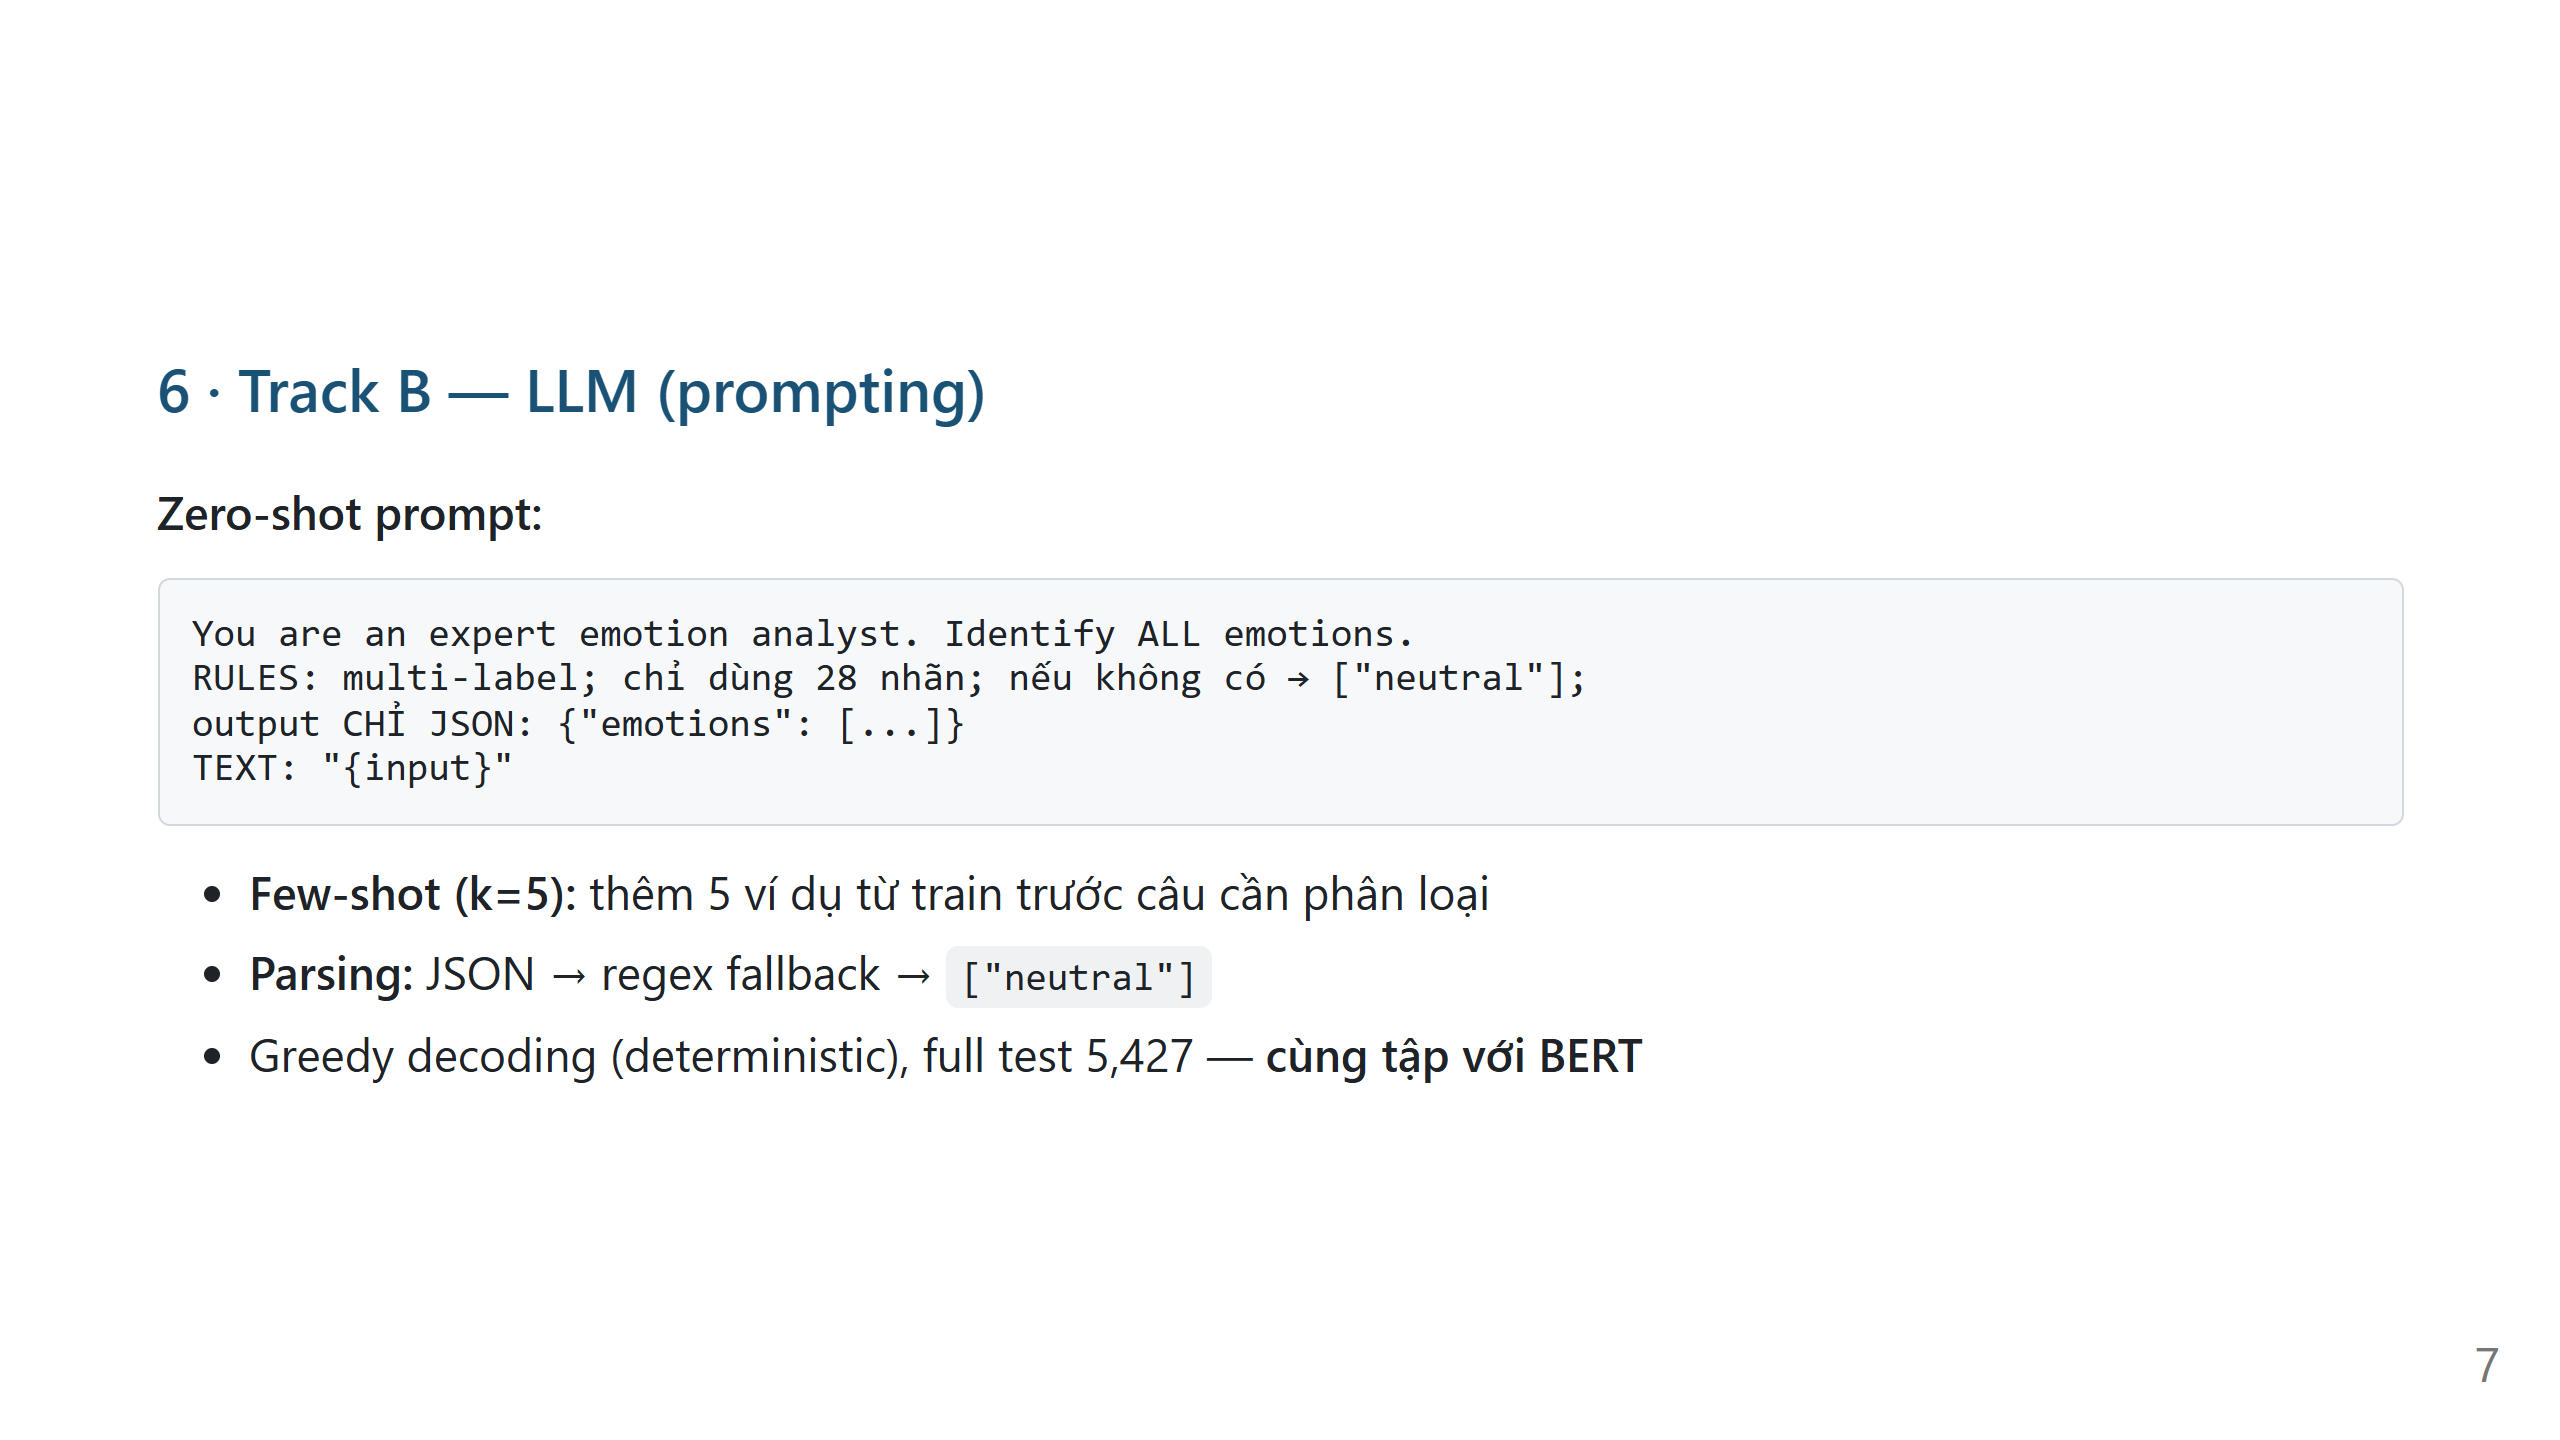 6 · Track B — LLM (prompting)
Zero-shot prompt:
You are an expert emotion analyst. Identify ALL emotions.
RULES: multi-label; chỉ dùng 28 nhãn; nếu không có → ["neutral"];
output CHỈ JSON: {"emotions": [...]}
TEXT: "{input}"
• Few-shot (k=5): thêm 5 ví dụ từ train trước câu cần phân loại
• Parsing: JSON → regex fallback → ["neutral"]
• Greedy decoding (deterministic), full test 5,427 — cùng tập với BERT
7